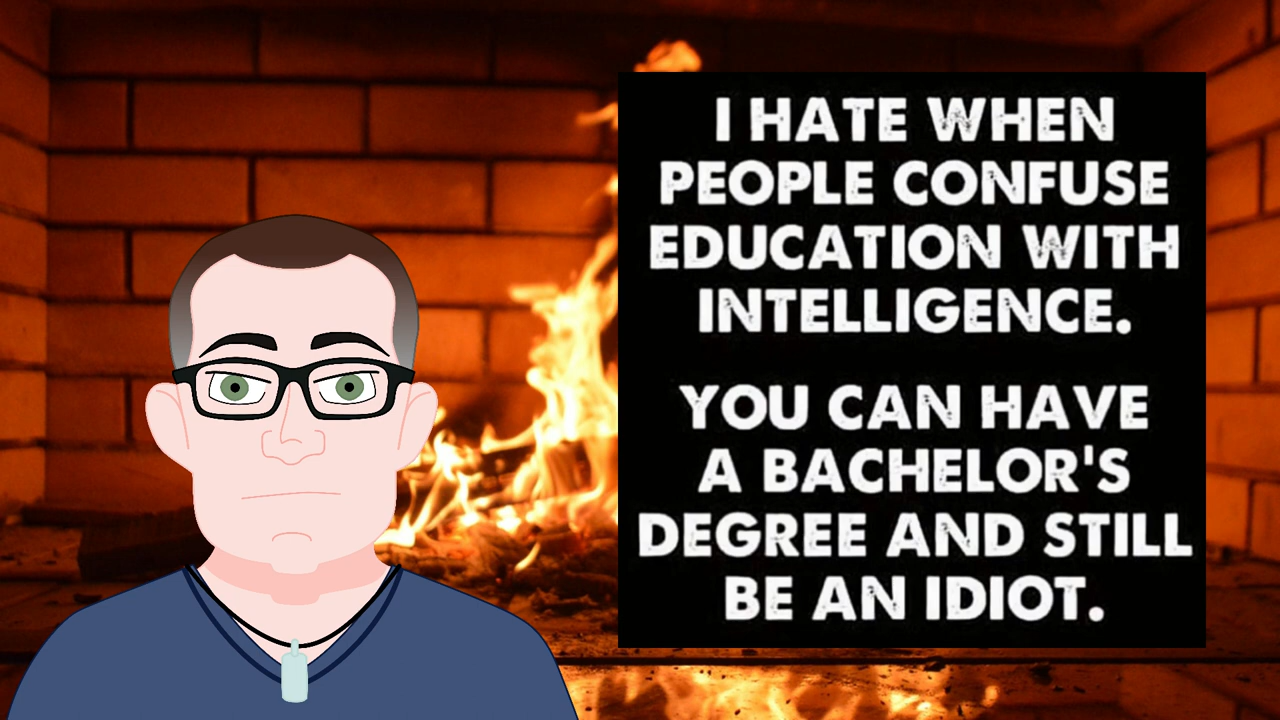 I HATE WHEN
PEOPLE CONFUSE
EDUCATION WITH
INTELLIGENCE.
YOU CAN HAVE
A BACHELOR'S
DEGREE AND STILL
BE AN IDIOT.